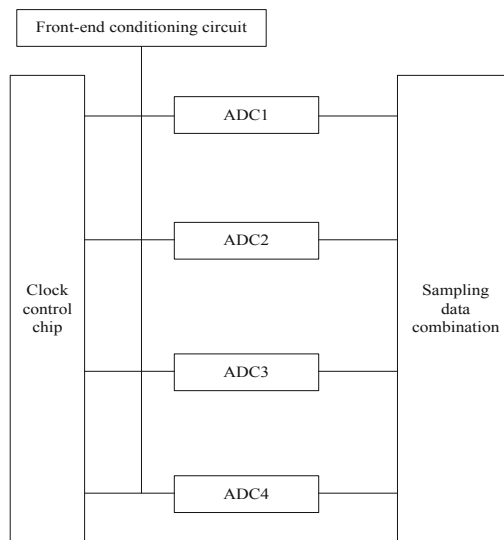 Front-end conditioning circuit
ADC1
ADC2
Clock
control
chip
Sampling
data
combination
ADC3
ADC4